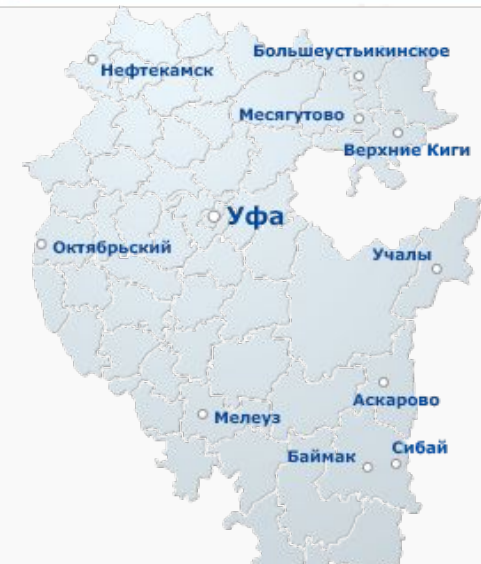 Большеустьикинское
Нефтекамск
Месягутово
Верхние Киги
Уфа
Октябрьский
Учалы
Аскарово
Мелеуз
Сибай
Баймак